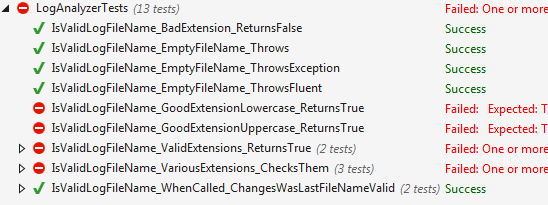 LogAnalyzerTests (13 tests) Failed: One or more
IsValidLogFileName_BadExtension_ReturnsFalse Success
IsValidLogFileName_EmptyFileName_Throws Success
IsValidLogFileName_EmptyFileName_ThrowsException Success
IsValidLogFileName_EmptyFileName_ThrowsFluent Success
IsValidLogFileName_GoodExtensionLowercase_ReturnsTrue Failed: Expected: T
IsValidLogFileName_GoodExtensionUppercase_ReturnsTrue Failed: Expected: T
IsValidLogFileName_ValidExtensions_ReturnsTrue (2 tests) Failed: One or more
IsValidLogFileName_VariousExtensions_ChecksThem (3 tests) Failed: One or more
IsValidLogFileName_WhenCalled_ChangesWasLastFileNameValid (2 tests) Success